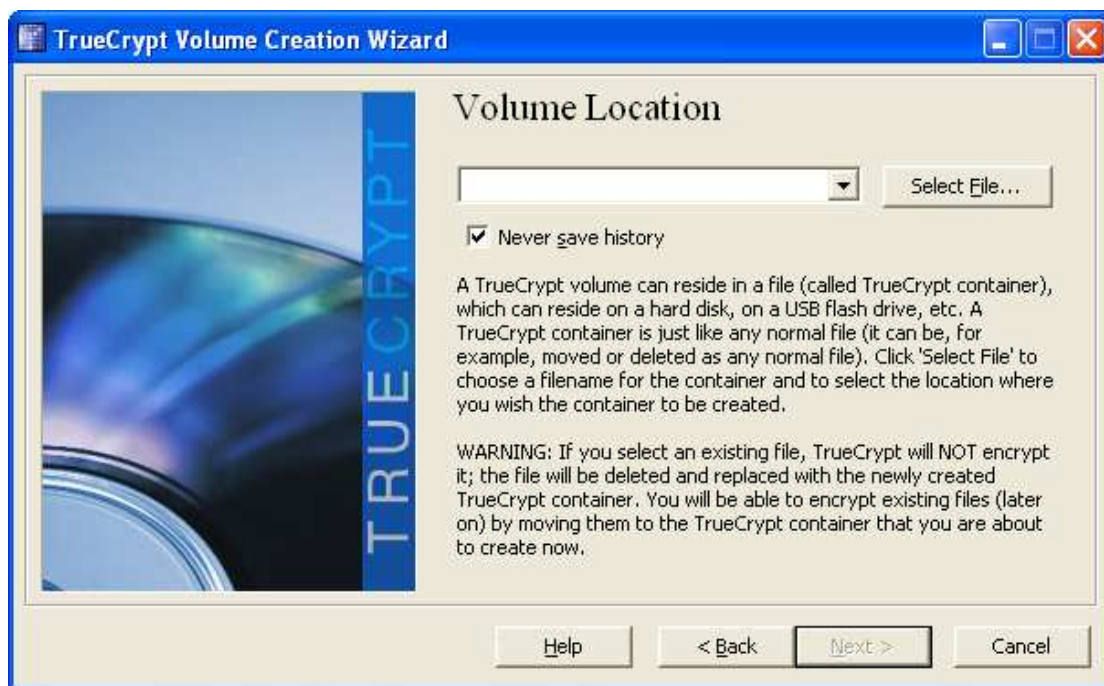 TrueCrypt Volume Creation Wizard
TRUECRYPT
Volume Location
Select File...
Never save history
A TrueCrypt volume can reside in a file (called TrueCrypt container),
which can reside on a hard disk, on a USB flash drive, etc. A
TrueCrypt container is just like any normal file (it can be, for
example, moved or deleted as any normal file). Click 'Select File' to
choose a filename for the container and to select the location where
you wish the container to be created.
WARNING: If you select an existing file, TrueCrypt will NOT encrypt
it; the file will be deleted and replaced with the newly created
TrueCrypt container. You will be able to encrypt existing files (later
on) by moving them to the TrueCrypt container that you are about
to create now.
Help
< Back
Next >
Cancel